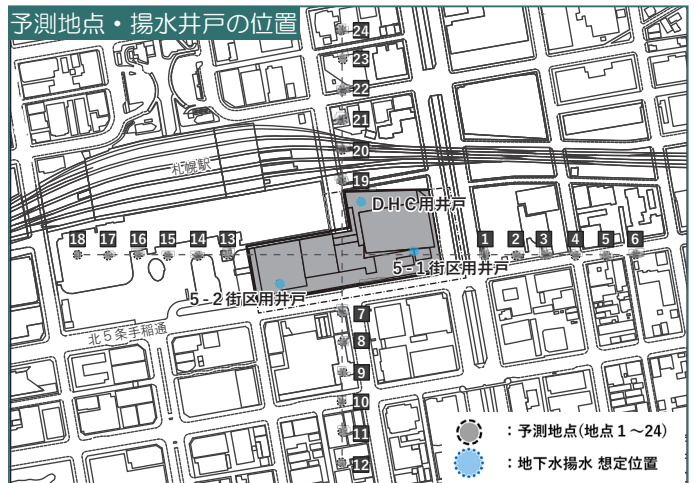 予測地点・揚水井戸の位置
24
23
22
21
20
札幌駅
19
D.H.C用井戸
18 17 16 15 14 13
1 2 3 4 5 6
5-1街区用井戸
5-2街区用井戸
7
北5条手稲通
8
9
10
11
12
：予測地点(地点1～24)
：地下水揚水 想定位置